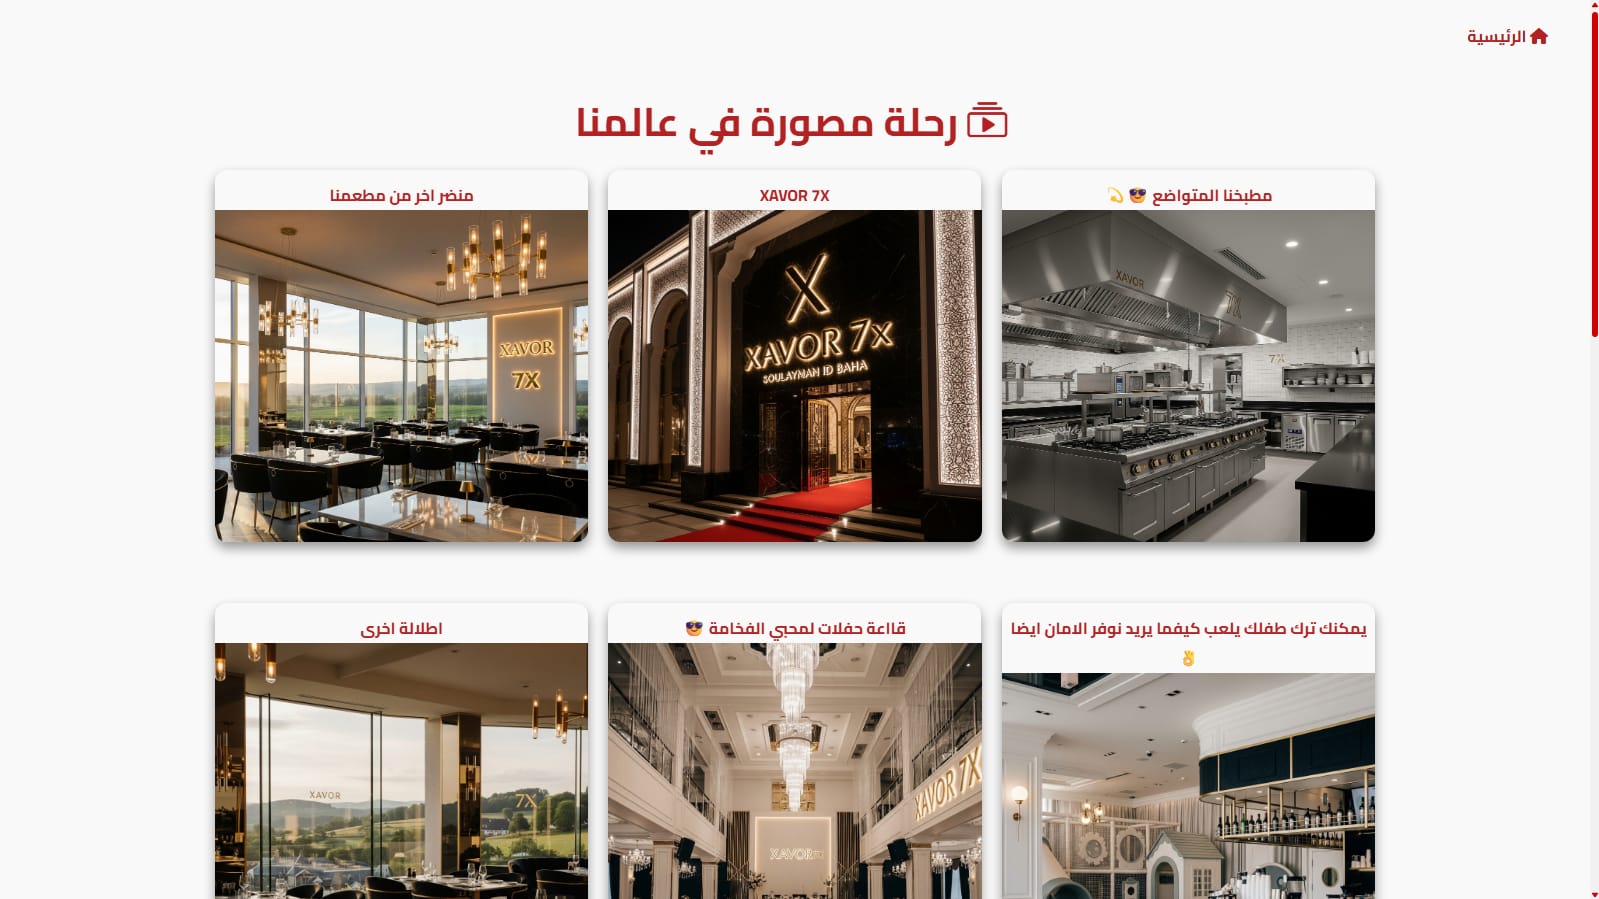 الرئيسية
رحلة مصورة في عالمنا
مطبخنا المتواضع 😎 💫
XAVOR
7X
7X
XAVOR 7X
X
XAVOR 7x
SOULAYMAN ID BAHA
منضر اخر من مطعمنا
XAVOR
7X
يمكنك ترك طفلك يلعب كيفما يريد نوفر الامان ايضا
👌
قااعة حفلات لمحبي الفخامة 😎
XAVOR 7X
XAVOR
اطلالة اخرى
XAVOR
7X